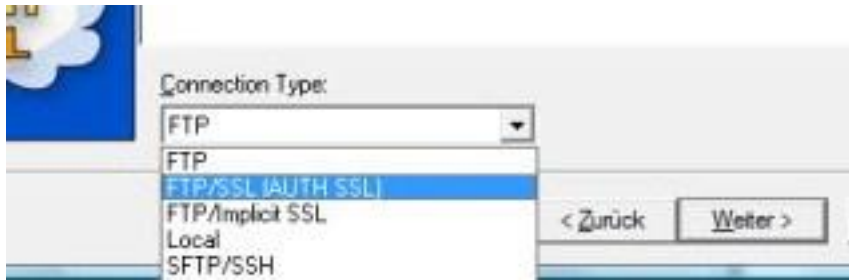 Connection Type:
FTP
FTP
FTP/SSL (AUTH SSL)
FTP/Implicit SSL
Local
SFTP/SSH
< Zurück
Weiter >